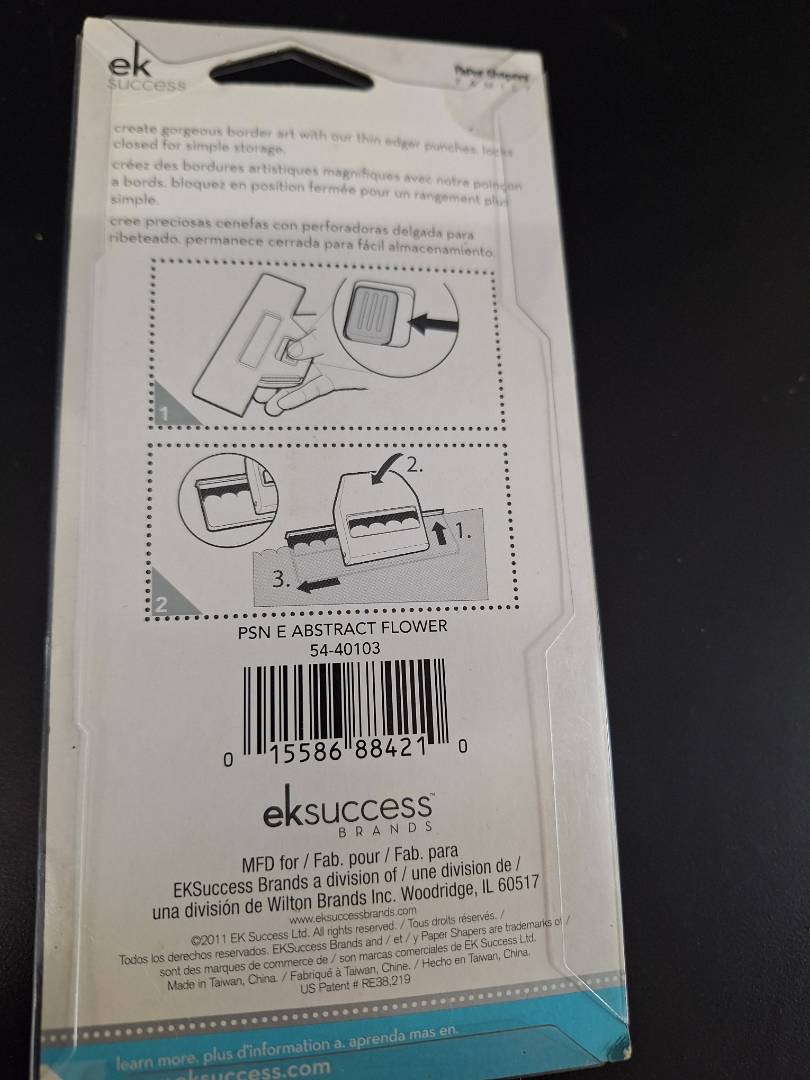 ek
success
Paper Shapers
FAMILY
create gorgeous border art with our thin edger punches. locks
closed for simple storage.
créez des bordures artistiques magnifiques avec notre poinçon
a bords. bloquez en position fermée pour un rangement plus
simple.
cree preciosas cenefas con perforadoras delgada para
ribeteado. permanece cerrada para fácil almacenamiento.
1
2.
1.
3.
2
PSN E ABSTRACT FLOWER
54-40103
0 15586 88421 0
eksuccess™
BRANDS
MFD for / Fab. pour / Fab. para
EKSuccess Brands a division of / une division de /
una división de Wilton Brands Inc. Woodridge, IL 60517
www.eksuccessbrands.com
©2011 EK Success Ltd. All rights reserved. / Tous droits réservés. /
Todos los derechos reservados. EKSuccess Brands and / et / y Paper Shapers are trademarks of /
sont des marques de commerce de / son marcas comerciales de EK Success Ltd.
Made in Taiwan, China. / Fabriqué à Taiwan, Chine. / Hecho en Taiwan, China.
US Patent # RE38,219
learn more. plus d'information a. aprenda mas en.
eksuccess.com